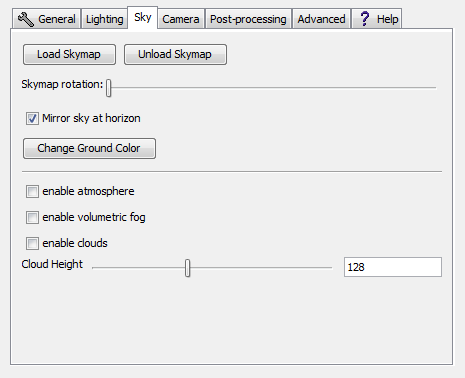 General Lighting Sky Camera Post-processing Advanced ? Help
Load Skymap Unload Skymap
Skymap rotation:
Mirror sky at horizon
Change Ground Color
enable atmosphere
enable volumetric fog
enable clouds
Cloud Height 128